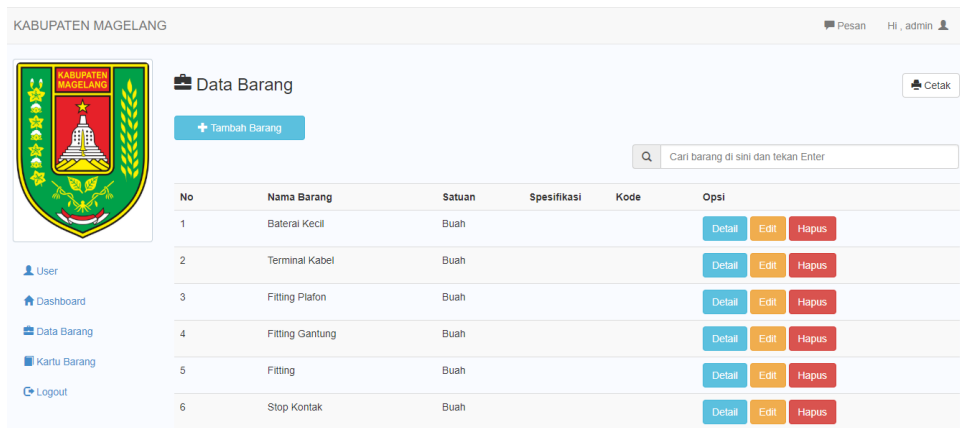 KABUPATEN MAGELANG Pesan Hi , admin
KABUPATEN
MAGELANG
Data Barang Cetak
Tambah Barang
Cari barang di sini dan tekan Enter
No Nama Barang Satuan Spesifikasi Kode Opsi
1 Baterai Kecil Buah Detail Edit Hapus
2 Terminal Kabel Buah Detail Edit Hapus
3 Fitting Plafon Buah Detail Edit Hapus
4 Fitting Gantung Buah Detail Edit Hapus
5 Fitting Buah Detail Edit Hapus
6 Stop Kontak Buah Detail Edit Hapus
User
Dashboard
Data Barang
Kartu Barang
Logout